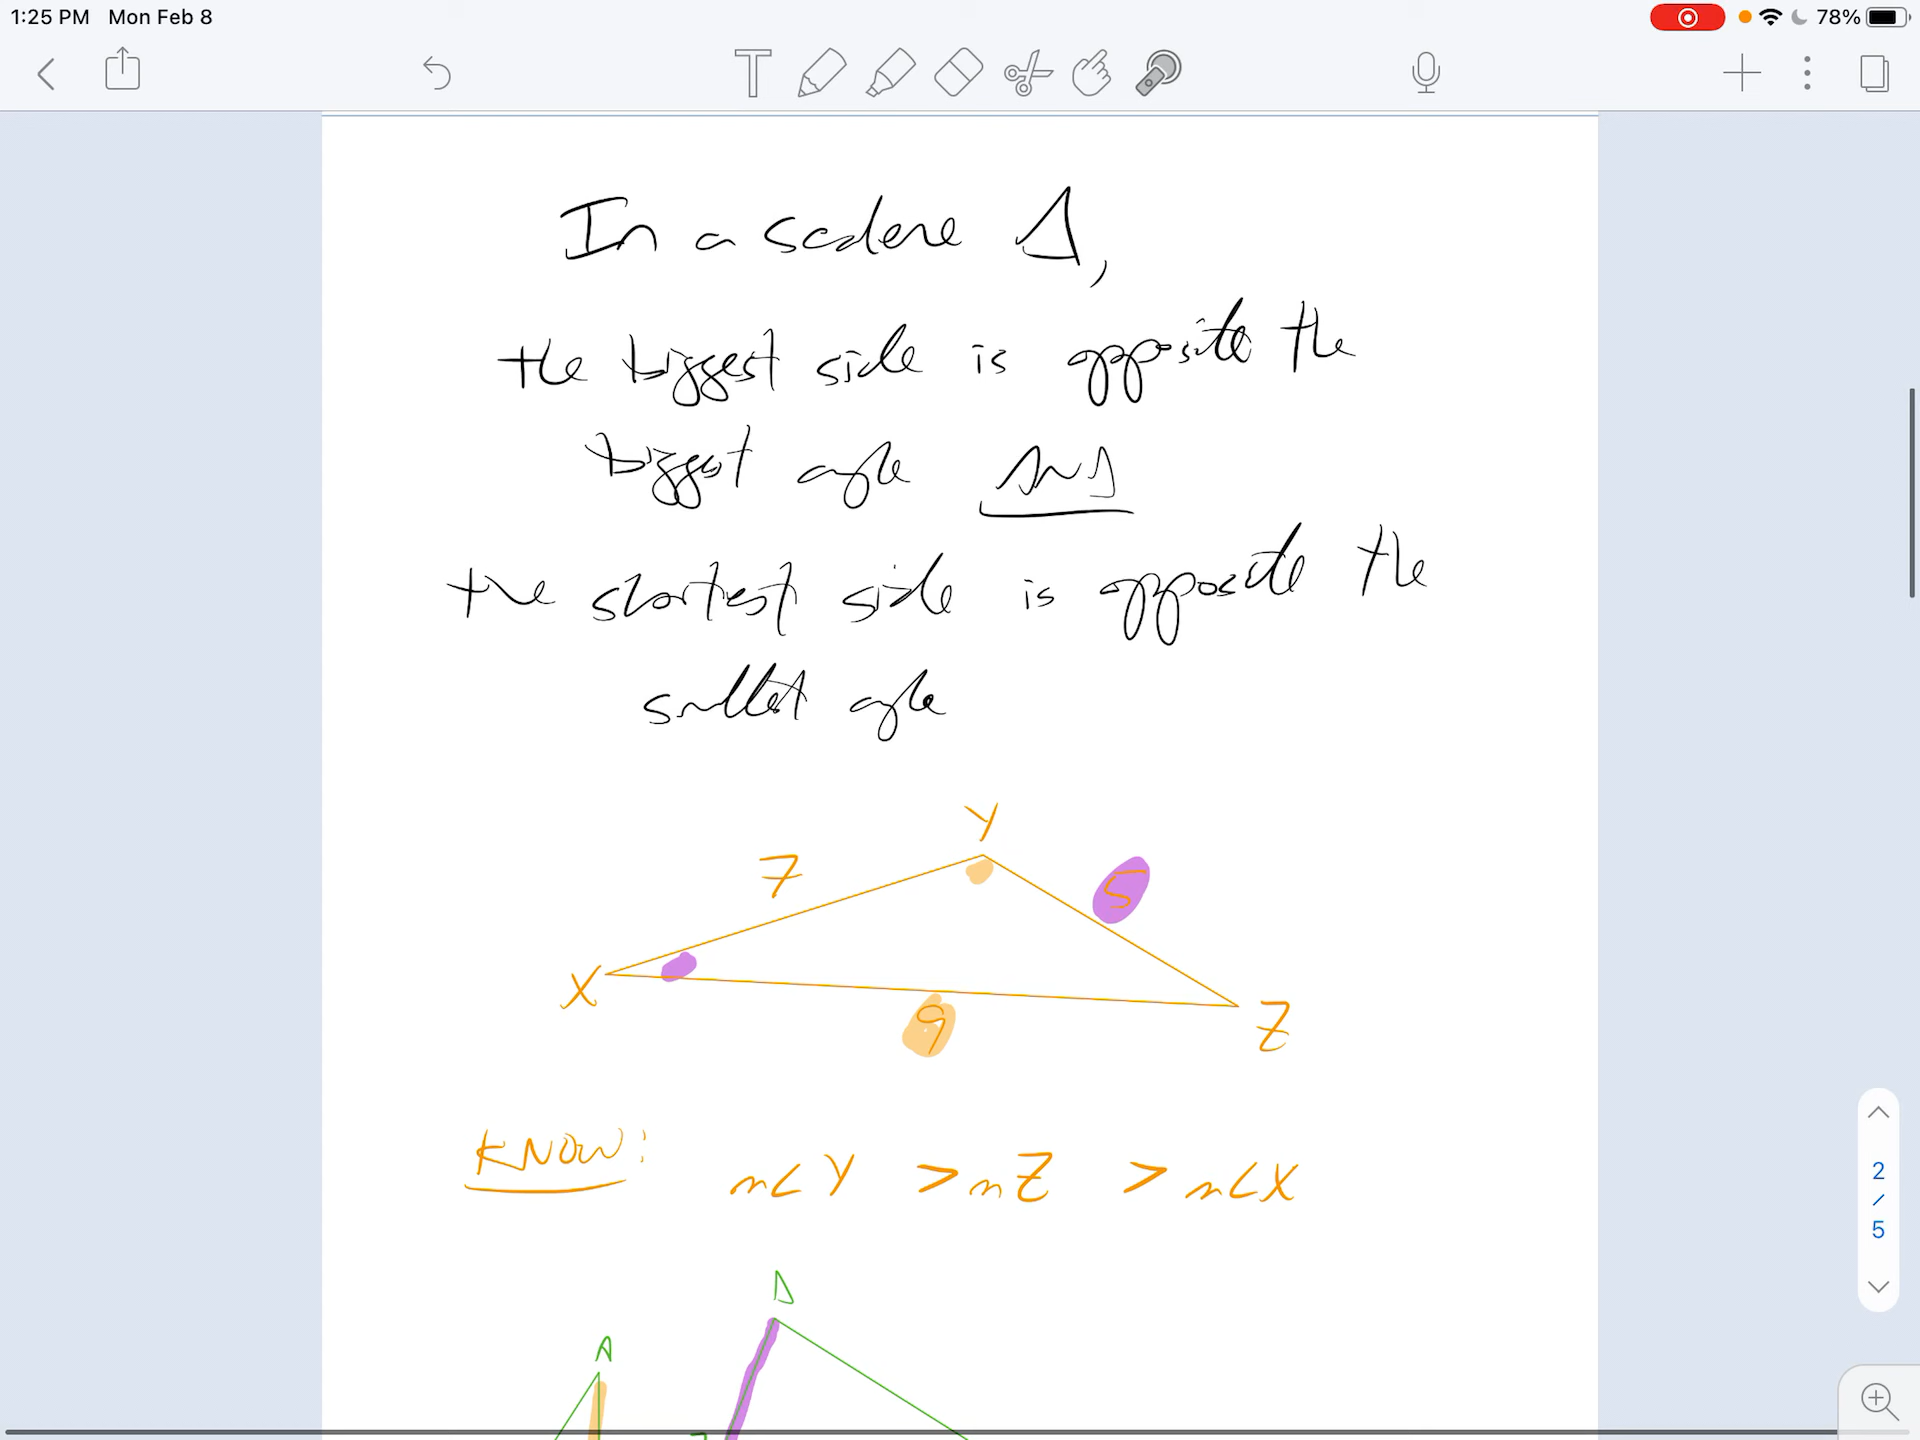 1:25 PM Mon Feb 8
78%
T
In a scalene Δ,
the biggest side is opposite the
biggest angle AND
the shortest side is opposite the
smallest angle
Y
7
5
X
9
Z
KNOW:
m∠Y > mZ > m∠X
D
A
2
/
5